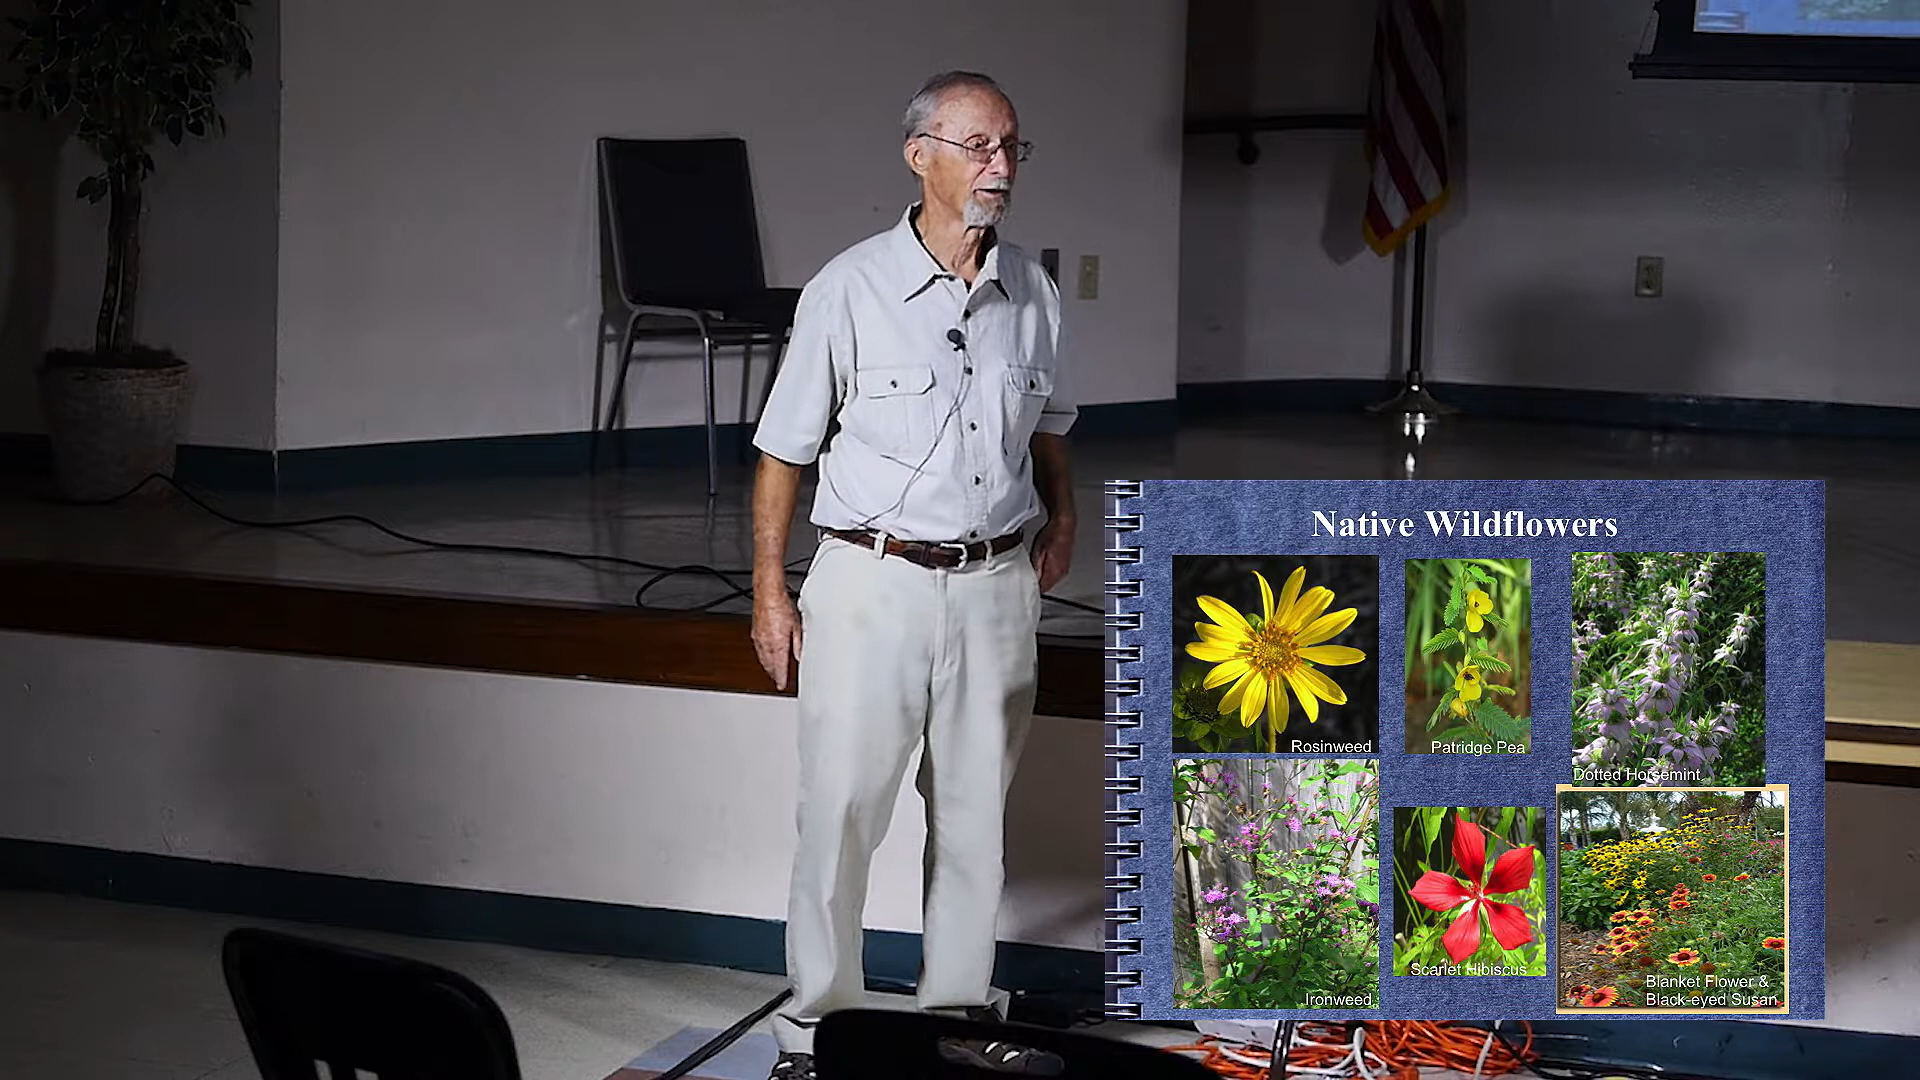 Native Wildflowers
Rosinweed
Patridge Pea
Dotted Horsemint
Ironweed
Scarlet Hibiscus
Blanket Flower &
Black-eyed Susan